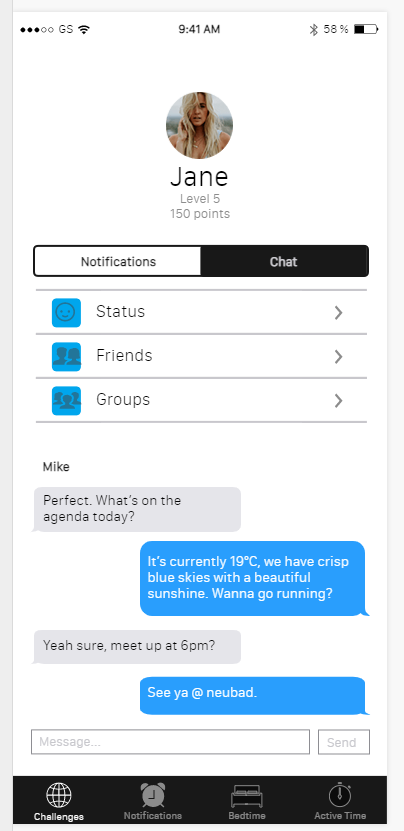 GS 9:41 AM 58 %
Jane
Level 5
150 points
Notifications Chat
Status
Friends
Groups
Mike
Perfect. What's on the
agenda today?
It's currently 19°C, we have crisp
blue skies with a beautiful
sunshine. Wanna go running?
Yeah sure, meet up at 6pm?
See ya @ neubad.
Message... Send
Challenges Notifications Bedtime Active Time